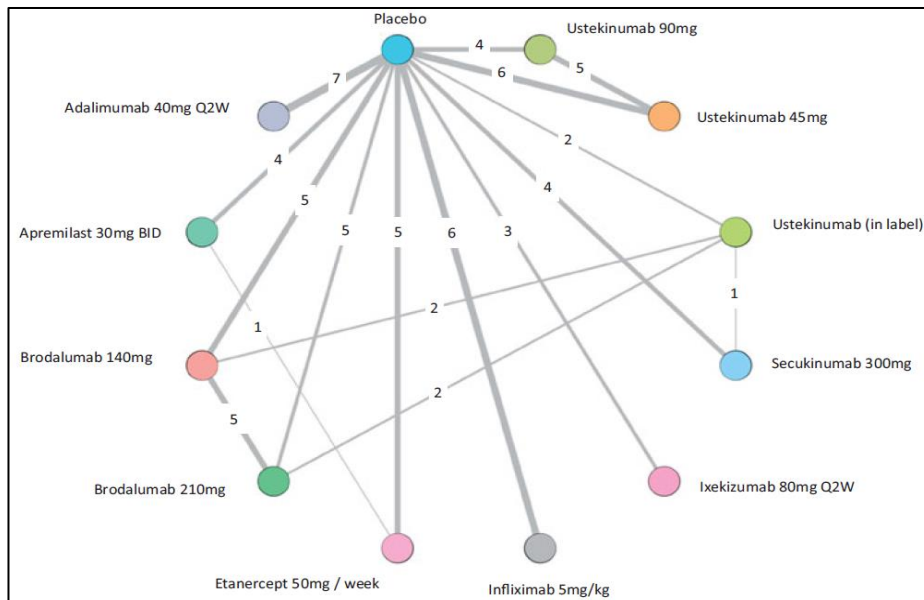 Placebo
Ustekinumab 90mg
4
5
6
7
Adalimumab 40mg Q2W
Ustekinumab 45mg
2
4
4
5
Apremilast 30mg BID
5
5
6
3
Ustekinumab (in label)
1
2
1
Brodalumab 140mg
Secukinumab 300mg
2
5
Brodalumab 210mg
Ixekizumab 80mg Q2W
Etanercept 50mg / week
Infliximab 5mg/kg